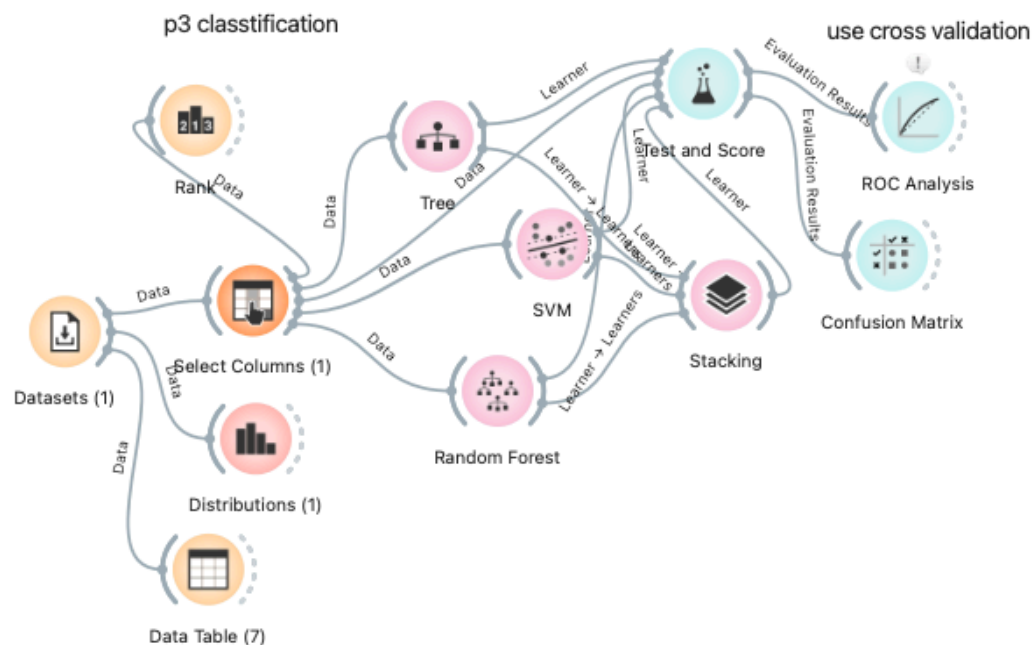 p3 classtification
use cross validation
Learner
Evaluation Results
Test and Score
ROC Analysis
Evaluation Results
213
Rank
Data
Tree
Data
Data
Learner
Learner
Learner → Learners
Learner
Learners
Data
SVM
Stacking
Confusion Matrix
Data
Select Columns (1)
Datasets (1)
Data
Data
Learner → Learners
Random Forest
Data
Distributions (1)
Data Table (7)